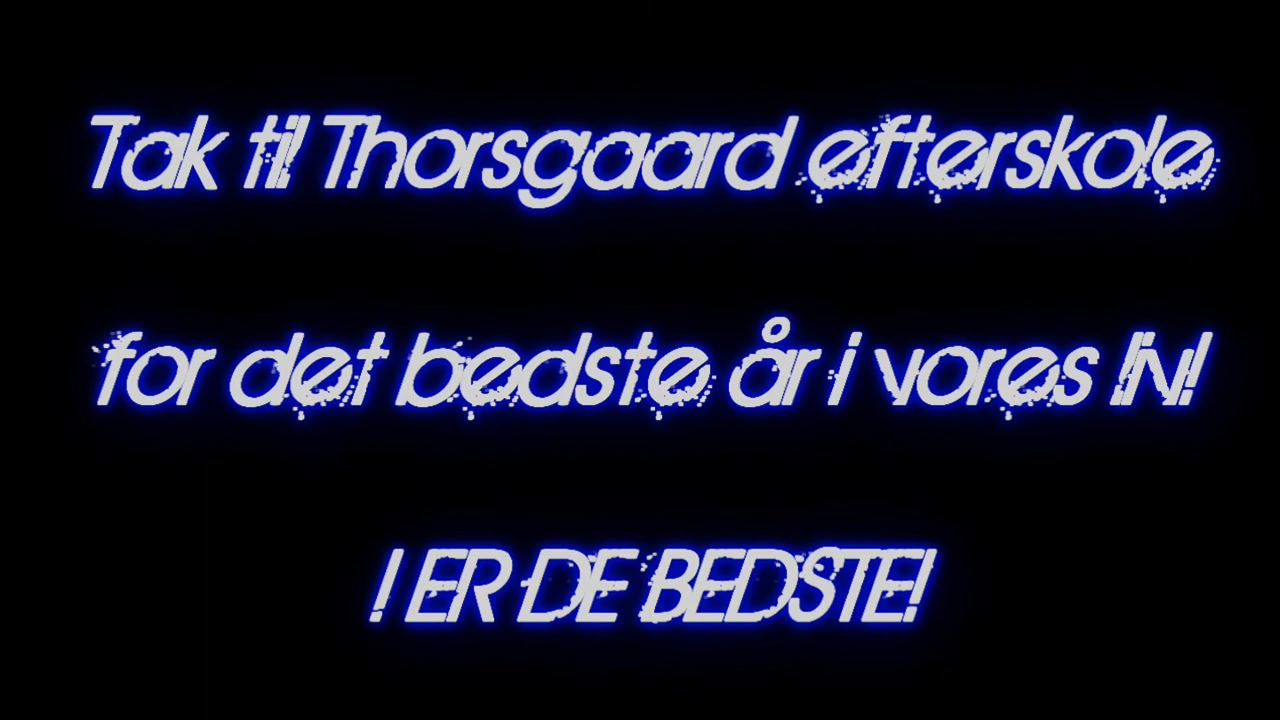 Tak til Thorsgaard efterskole
for det bedste år i vores liv!
I ER DE BEDSTE!